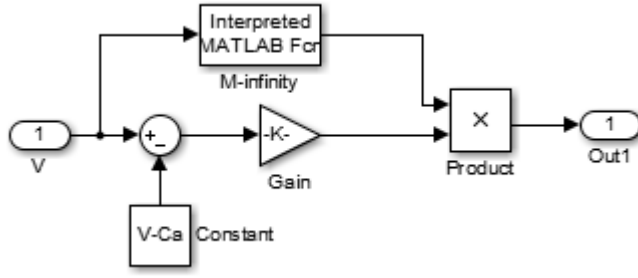 Interpreted
MATLAB Fcn
M-infinity
1
V
+
-
-K-
Gain
×
Product
1
Out1
V-Ca
Constant